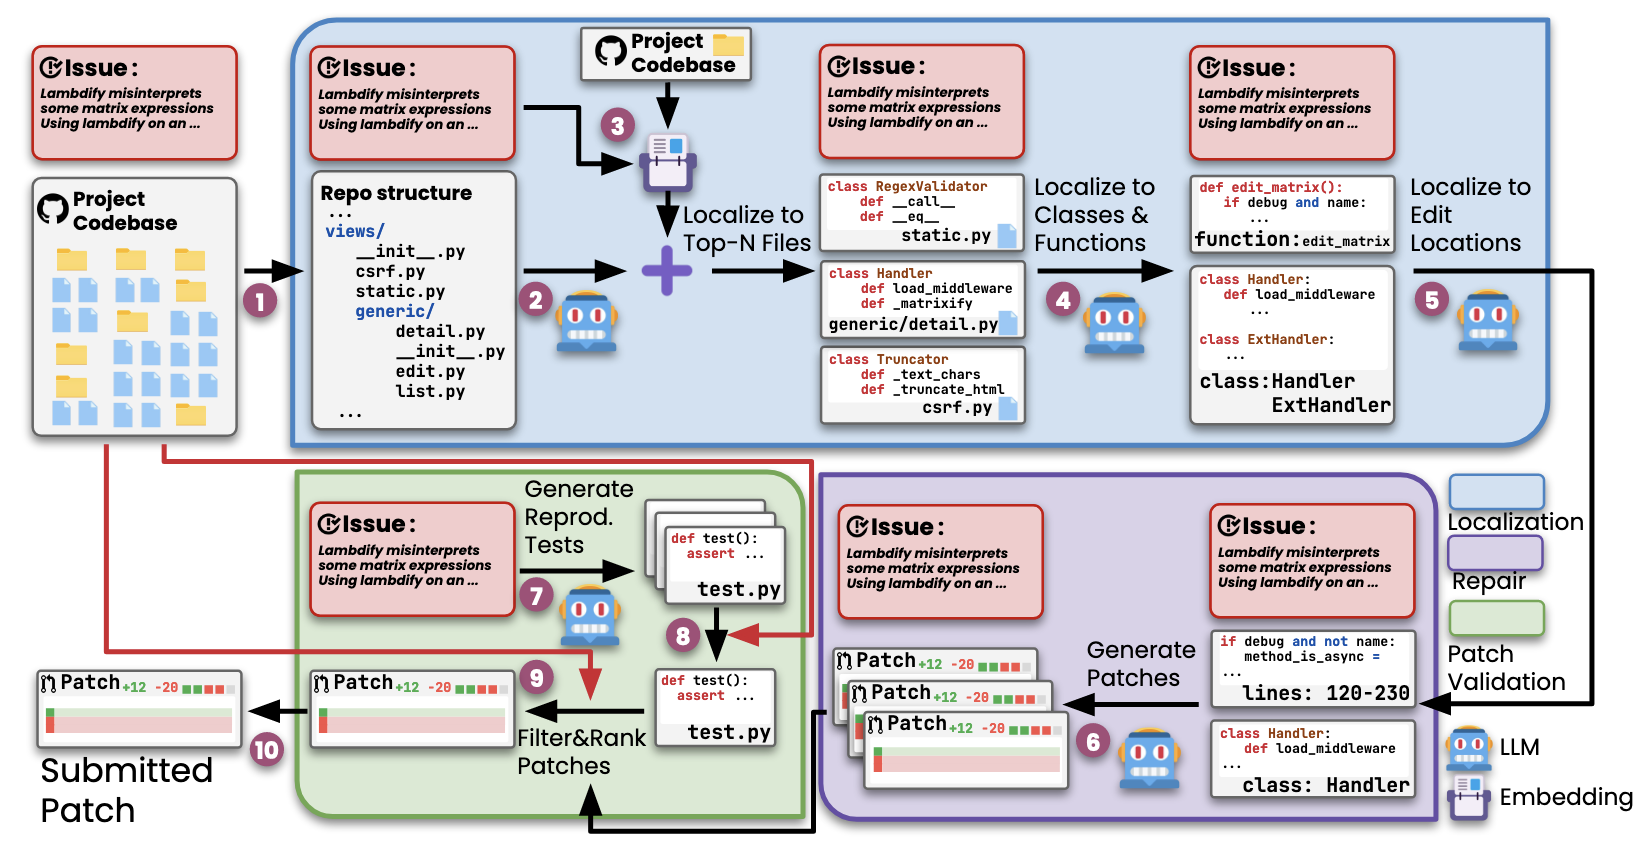 Issue:
Lambdify misinterprets
some matrix expressions
Using lambdify on an ...
Project
Codebase
1
Issue:
Lambdify misinterprets
some matrix expressions
Using lambdify on an ...
Repo structure
...
views/
__init__.py
csrf.py
static.py
generic/
detail.py
__init__.py
edit.py
list.py
...
Project
Codebase
3
2
Localize to
Top-N Files
Issue:
Lambdify misinterprets
some matrix expressions
Using lambdify on an ...
class RegexValidator
def __call__
def __eq__
static.py
class Handler
def load_middleware
def _matrixify
generic/detail.py
class Truncator
def _text_chars
def _truncate_html
csrf.py
Localize to
Classes &
Functions
4
Issue:
Lambdify misinterprets
some matrix expressions
Using lambdify on an ...
def edit_matrix():
if debug and name:
...
function:edit_matrix
class Handler:
def load_middleware
...
class ExtHandler:
...
class:Handler
ExtHandler
Localize to
Edit
Locations
5
Issue:
Lambdify misinterprets
some matrix expressions
Using lambdify on an ...
Generate
Reprod.
Tests
7
def test():
assert ...
test.py
8
def test():
assert ...
test.py
9
Filter&Rank
Patches
Patch +12 -20
10
Patch +12 -20
Submitted
Patch
Issue:
Lambdify misinterprets
some matrix expressions
Using lambdify on an ...
Patch +12 -20
Patch +12 -20
Patch +12 -20
Generate
Patches
6
Issue:
Lambdify misinterprets
some matrix expressions
Using lambdify on an ...
if debug and not name:
method_is_async =
...
lines: 120-230
class Handler:
def load_middleware
...
class: Handler
Localization
Repair
Patch
Validation
LLM
Embedding